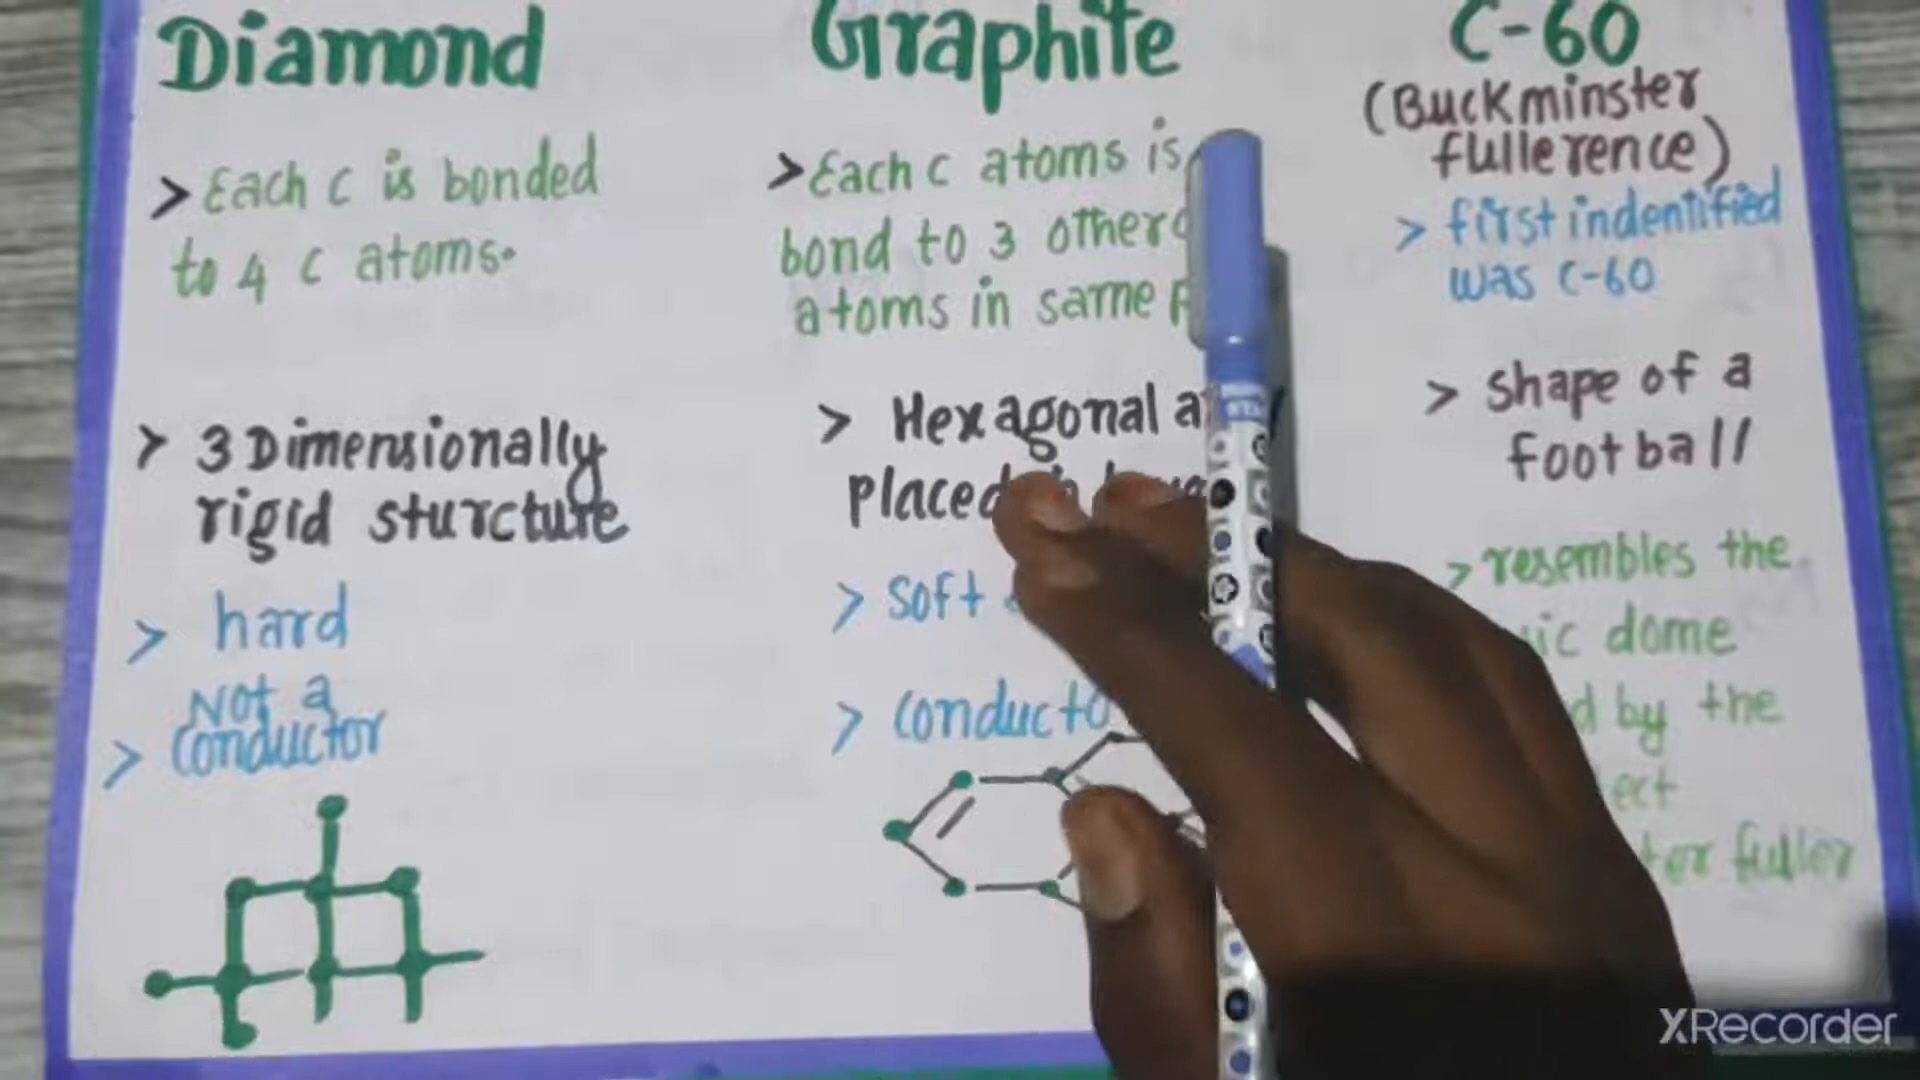 Diamond
> Each C is bonded
to 4 C atoms.
> 3 Dimensionally
rigid sturcture
> hard
Not a
> Conductor
Graphite
> Each C atoms is
bond to 3 other
atoms in same
> Hexagonal
placed
> soft
> conducto
C-60
(Buckminster
fullerence)
> first indentified
was C-60
> shape of a
football
> resembles the
dome
by the
fuller
XRecorder